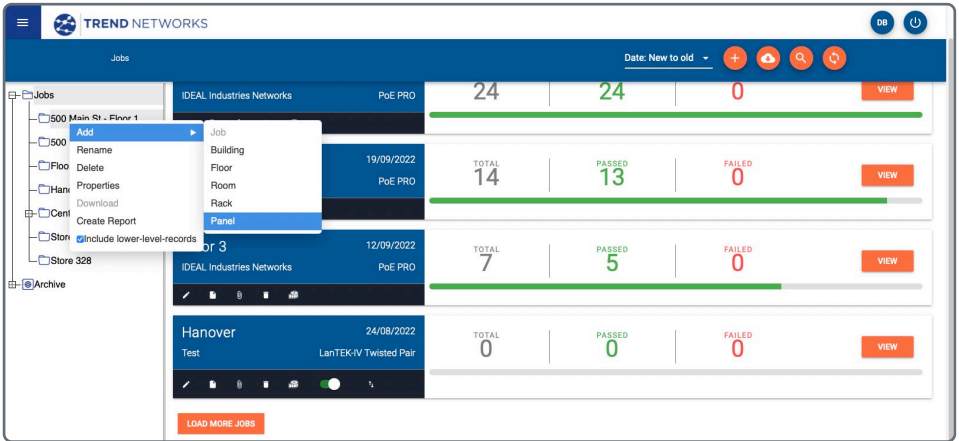 TREND NETWORKS
DB
Jobs
Date: New to old
Jobs
500 Main St - Floor 1
500
Floo
Hano
Cent
Store
Store 328
Archive
Add
Rename
Delete
Properties
Download
Create Report
Include lower-level-records
Job
Building
Floor
Room
Rack
Panel
IDEAL Industries Networks
PoE PRO
24
24
0
VIEW
19/09/2022
PoE PRO
TOTAL
14
PASSED
13
FAILED
0
VIEW
or 3
12/09/2022
IDEAL Industries Networks
PoE PRO
TOTAL
7
PASSED
5
FAILED
0
VIEW
Hanover
24/08/2022
Test
LanTEK-IV Twisted Pair
TOTAL
0
PASSED
0
FAILED
0
VIEW
LOAD MORE JOBS